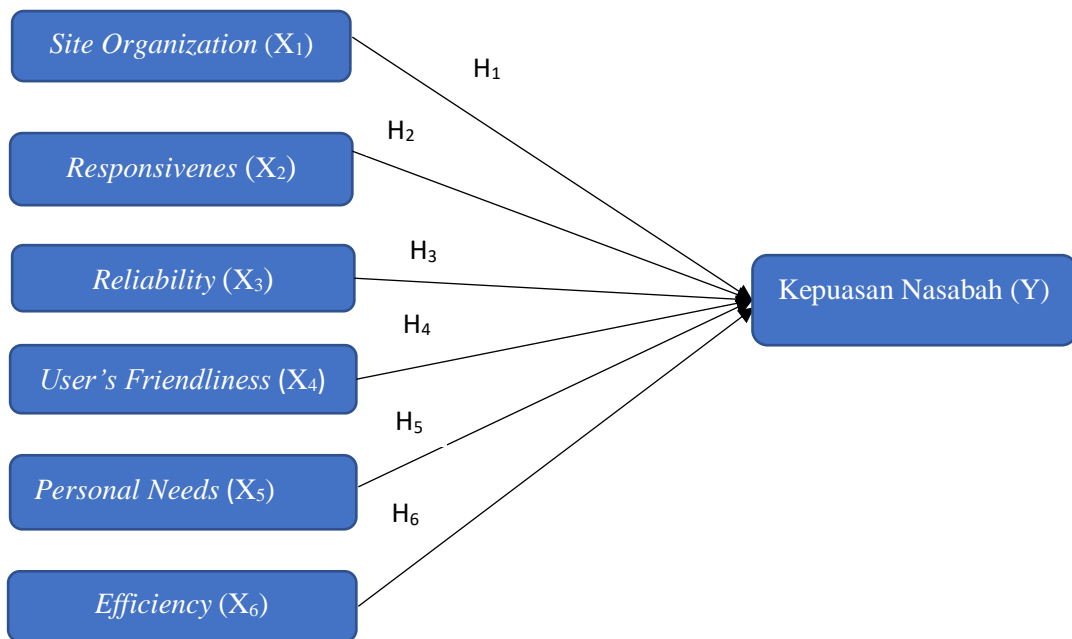 Site Organization (X₁)
H₁
H₂
Responsivenes (X₂)
H₃
Reliability (X₃)
Kepuasan Nasabah (Y)
H₄
User’s Friendliness (X₄)
H₅
Personal Needs (X₅)
H₆
Efficiency (X₆)